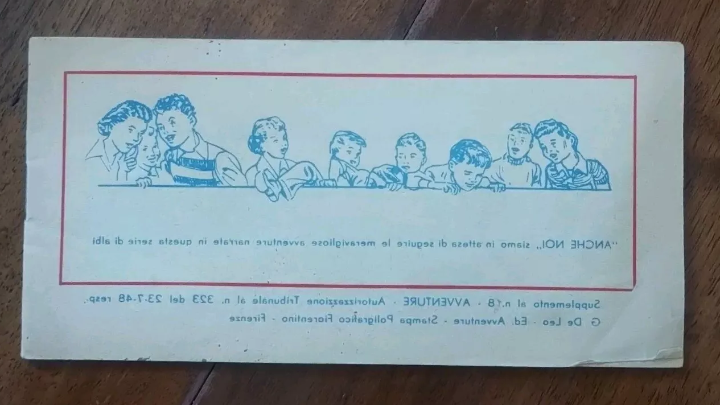 "ANCHE NOI,, siamo in attesa di seguire le meravigliose avventure narrate in questa serie di albi
Supplemento al n. 8 - AVVENTURE - Autorizzazione Tribunale al n. 323 del 23-7-48 resp.
G De Leo - Ed. Avventure - Stampa Poligrafico Fiorentino - Firenze